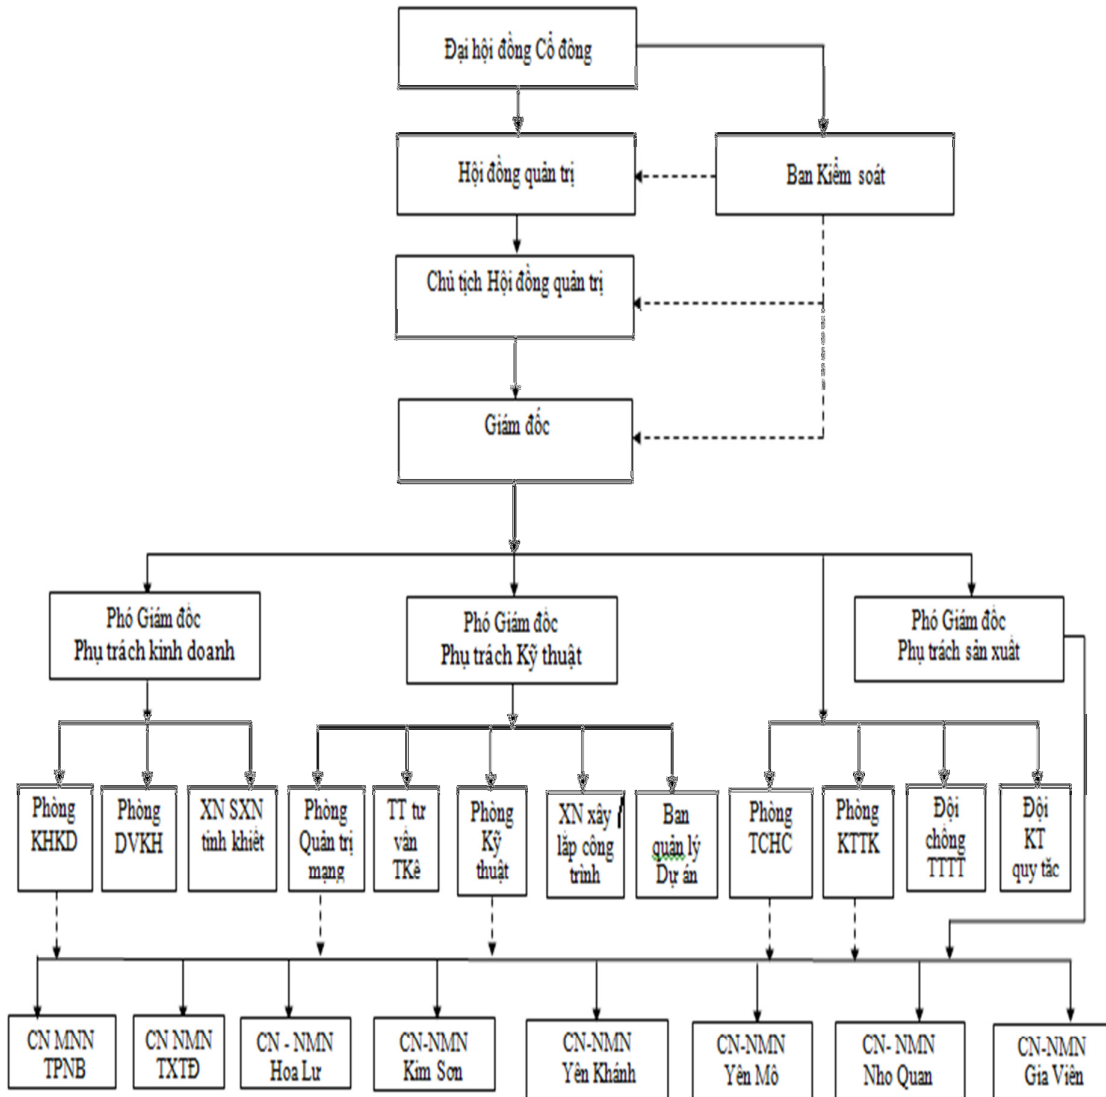 Đại hội đồng Cổ đông
Hội đồng quản trị
Ban Kiểm soát
Chủ tịch Hội đồng quản trị
Giám đốc
Phó Giám đốc
Phụ trách kinh doanh
Phó Giám đốc
Phụ trách Kỹ thuật
Phó Giám đốc
Phụ trách sản xuất
Phòng
KHKD
Phòng
DVKH
XN SXN
tinh khiết
Phòng
Quản trị
mạng
TT tư
vấn
TKê
Phòng
Kỹ
thuật
XN xây
lắp công
trình
Ban
quản lý
Dự án
Phòng
TCHC
Phòng
KTTK
Đội
chống
TTTT
Đội
KT
quy tắc
CN MNN
TPNB
CN NMN
TXTĐ
CN - NMN
Hoa Lư
CN-NMN
Kim Sơn
CN-NMN
Yên Khánh
CN-NMN
Yên Mô
CN- NMN
Nho Quan
CN-NMN
Gia Viễn